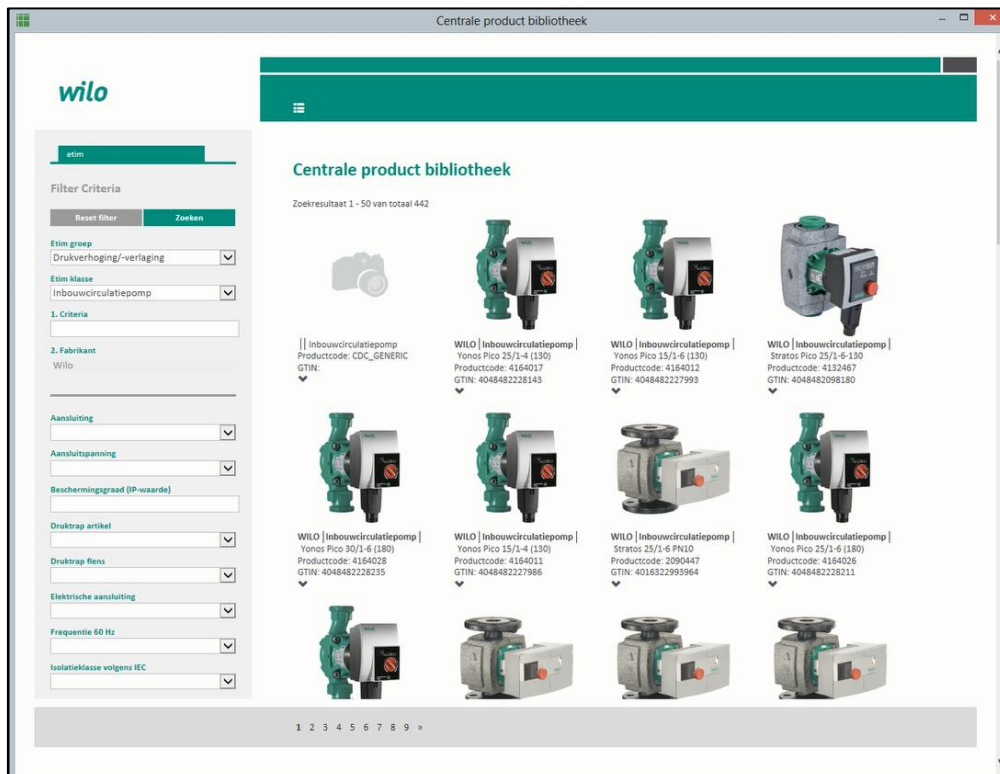 Centrale product bibliotheek
wilo
etim
Filter Criteria
Reset filter Zoeken
Etim groep
Drukverhoging/-verlaging
Etim klasse
Inbouwcirculatiepomp
1. Criteria
2. Fabrikant
Wilo
Aansluiting
Aansluitspanning
Beschermingsgraad (IP-waarde)
Druktrap artikel
Druktrap flens
Elektrische aansluiting
Frequentie 60 Hz
Isolatieklasse volgens IEC
Centrale product bibliotheek
Zoekresultaat 1 - 50 van totaal 442
|| Inbouwcirculatiepomp
Productcode: CDC_GENERIC
GTIN:
WILO | Inbouwcirculatiepomp |
Yonos Pico 25/1-4 (130)
Productcode: 4164017
GTIN: 4048482228143
WILO | Inbouwcirculatiepomp |
Yonos Pico 15/1-6 (130)
Productcode: 4164012
GTIN: 4048482227993
WILO | Inbouwcirculatiepomp |
Stratos Pico 25/1-6-130
Productcode: 4132467
GTIN: 4048482098180
WILO | Inbouwcirculatiepomp |
Yonos Pico 30/1-6 (180)
Productcode: 4164028
GTIN: 4048482228235
WILO | Inbouwcirculatiepomp |
Yonos Pico 15/1-4 (130)
Productcode: 4164011
GTIN: 4048482227986
WILO | Inbouwcirculatiepomp |
Stratos 25/1-6 PN10
Productcode: 2090447
GTIN: 4016322993964
WILO | Inbouwcirculatiepomp |
Yonos Pico 25/1-6 (180)
Productcode: 4164026
GTIN: 4048482228211
1 2 3 4 5 6 7 8 9 »